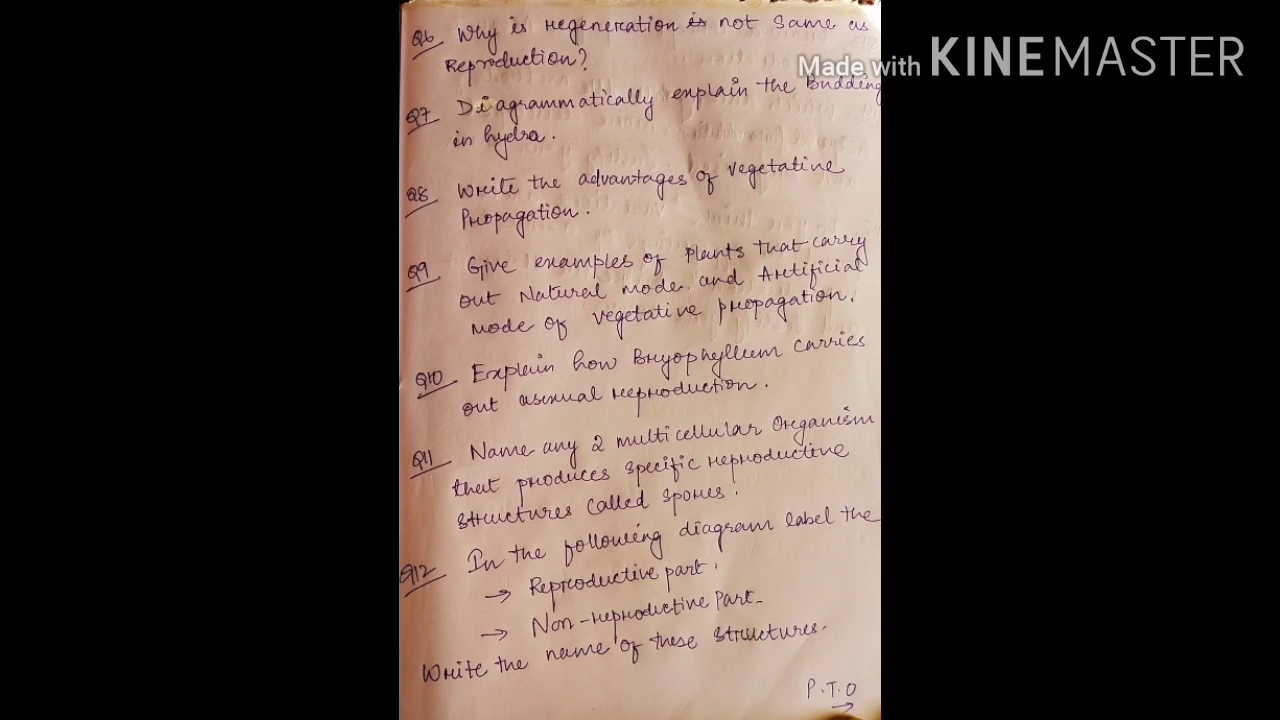 Q6 Why is regeneration is not same as
Reproduction?
Made with KINEMASTER
Q7 Diagrammatically explain the Budding
in hydra.
Q8 Write the advantages of vegetative
Propagation.
Q9 Give examples of plants that carry
out Natural mode and Artificial
mode of vegetative propagation.
Q10 Explain how Bryophyllum carries
out asexual reproduction.
Q11 Name any 2 multicellular Organism
that produces specific reproductive
structures called spores.
Q12 In the following diagram label the
→ Reproductive part.
→ Non-reproductive Part-
Write the name of these structures.
P.T.O
→